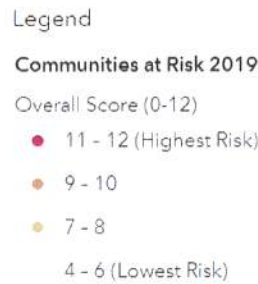 Legend
Communities at Risk 2019
Overall Score (0-12)
11 - 12 (Highest Risk)
9 - 10
7 - 8
4 - 6 (Lowest Risk)